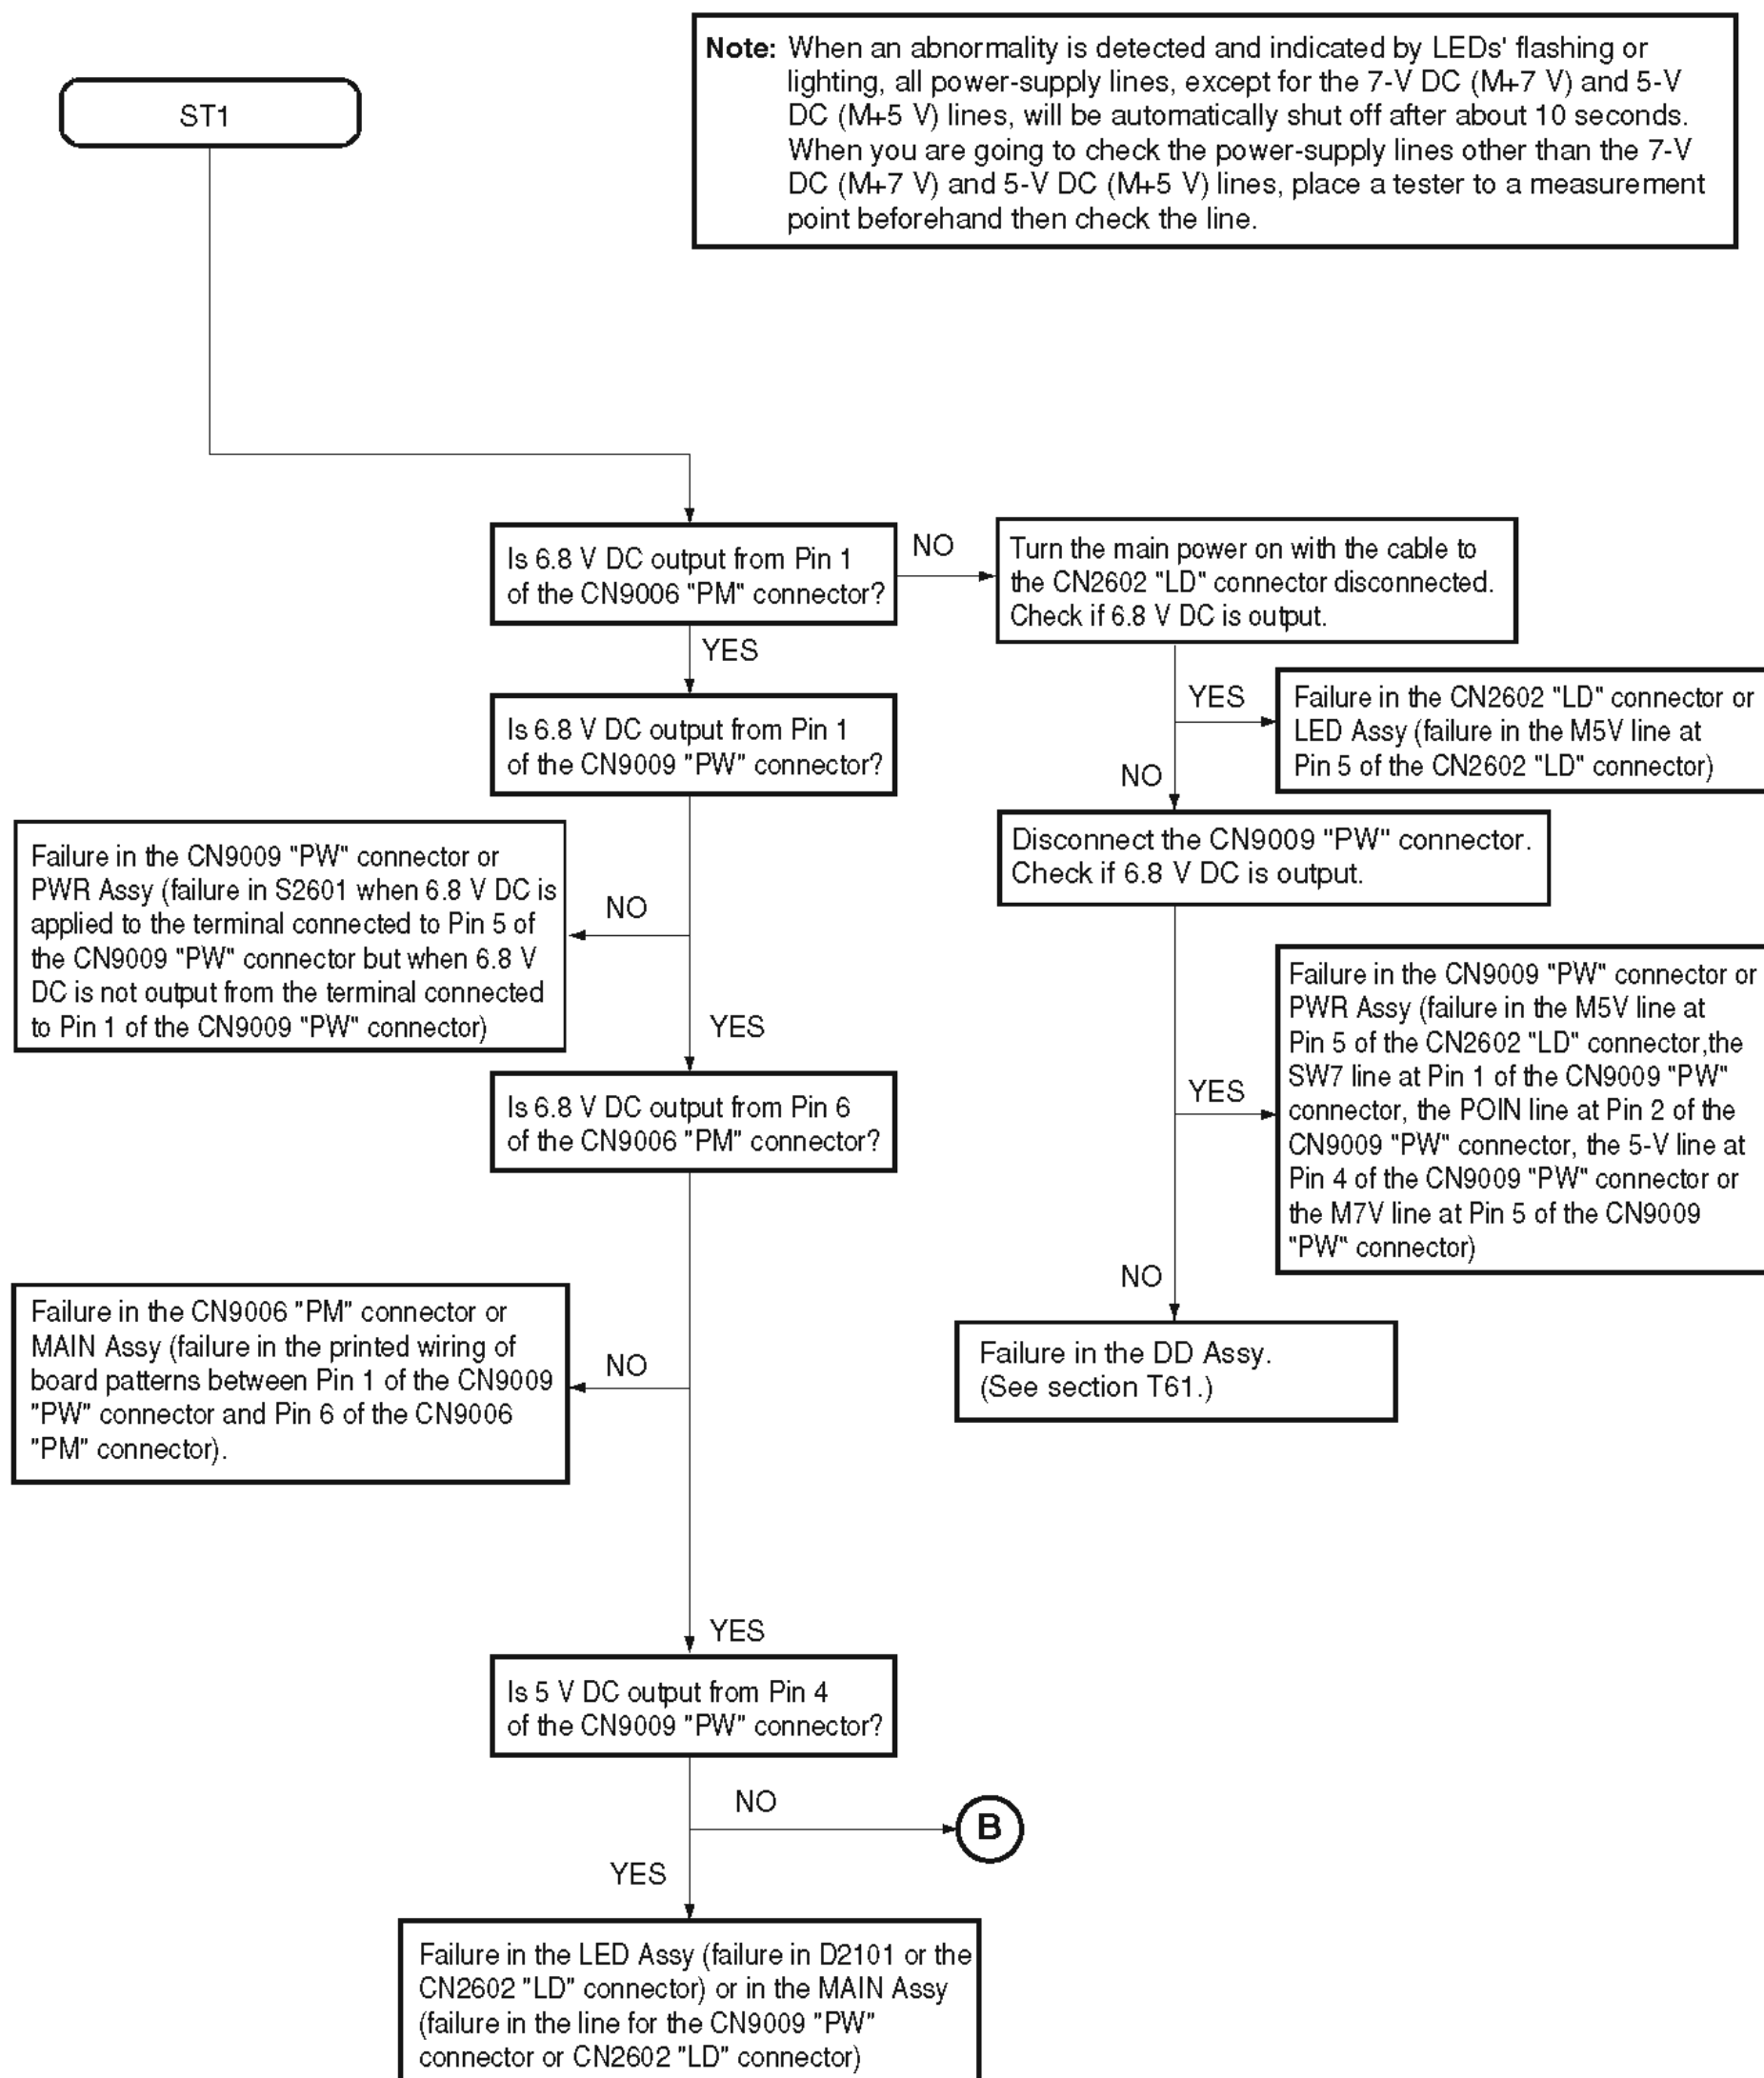 Note: When an abnormality is detected and indicated by LEDs' flashing or
lighting, all power-supply lines, except for the 7-V DC (M+7 V) and 5-V
DC (M+5 V) lines, will be automatically shut off after about 10 seconds.
When you are going to check the power-supply lines other than the 7-V
DC (M+7 V) and 5-V DC (M+5 V) lines, place a tester to a measurement
point beforehand then check the line.
ST1
Is 6.8 V DC output from Pin 1
of the CN9006 "PM" connector?
NO
Turn the main power on with the cable to
the CN2602 "LD" connector disconnected.
Check if 6.8 V DC is output.
YES
Is 6.8 V DC output from Pin 1
of the CN9009 "PW" connector?
YES
Failure in the CN2602 "LD" connector or
LED Assy (failure in the M5V line at
Pin 5 of the CN2602 "LD" connector)
NO
Disconnect the CN9009 "PW" connector.
Check if 6.8 V DC is output.
Failure in the CN9009 "PW" connector or
PWR Assy (failure in S2601 when 6.8 V DC is
applied to the terminal connected to Pin 5 of
the CN9009 "PW" connector but when 6.8 V
DC is not output from the terminal connected
to Pin 1 of the CN9009 "PW" connector)
NO
YES
Failure in the CN9009 "PW" connector or
PWR Assy (failure in the M5V line at
Pin 5 of the CN2602 "LD" connector,the
SW7 line at Pin 1 of the CN9009 "PW"
connector, the POIN line at Pin 2 of the
CN9009 "PW" connector, the 5-V line at
Pin 4 of the CN9009 "PW" connector or
the M7V line at Pin 5 of the CN9009
"PW" connector)
YES
Is 6.8 V DC output from Pin 6
of the CN9006 "PM" connector?
NO
Failure in the DD Assy.
(See section T61.)
Failure in the CN9006 "PM" connector or
MAIN Assy (failure in the printed wiring of
board patterns between Pin 1 of the CN9009
"PW" connector and Pin 6 of the CN9006
"PM" connector).
NO
YES
Is 5 V DC output from Pin 4
of the CN9009 "PW" connector?
NO
B
YES
Failure in the LED Assy (failure in D2101 or the
CN2602 "LD" connector) or in the MAIN Assy
(failure in the line for the CN9009 "PW"
connector or CN2602 "LD" connector)